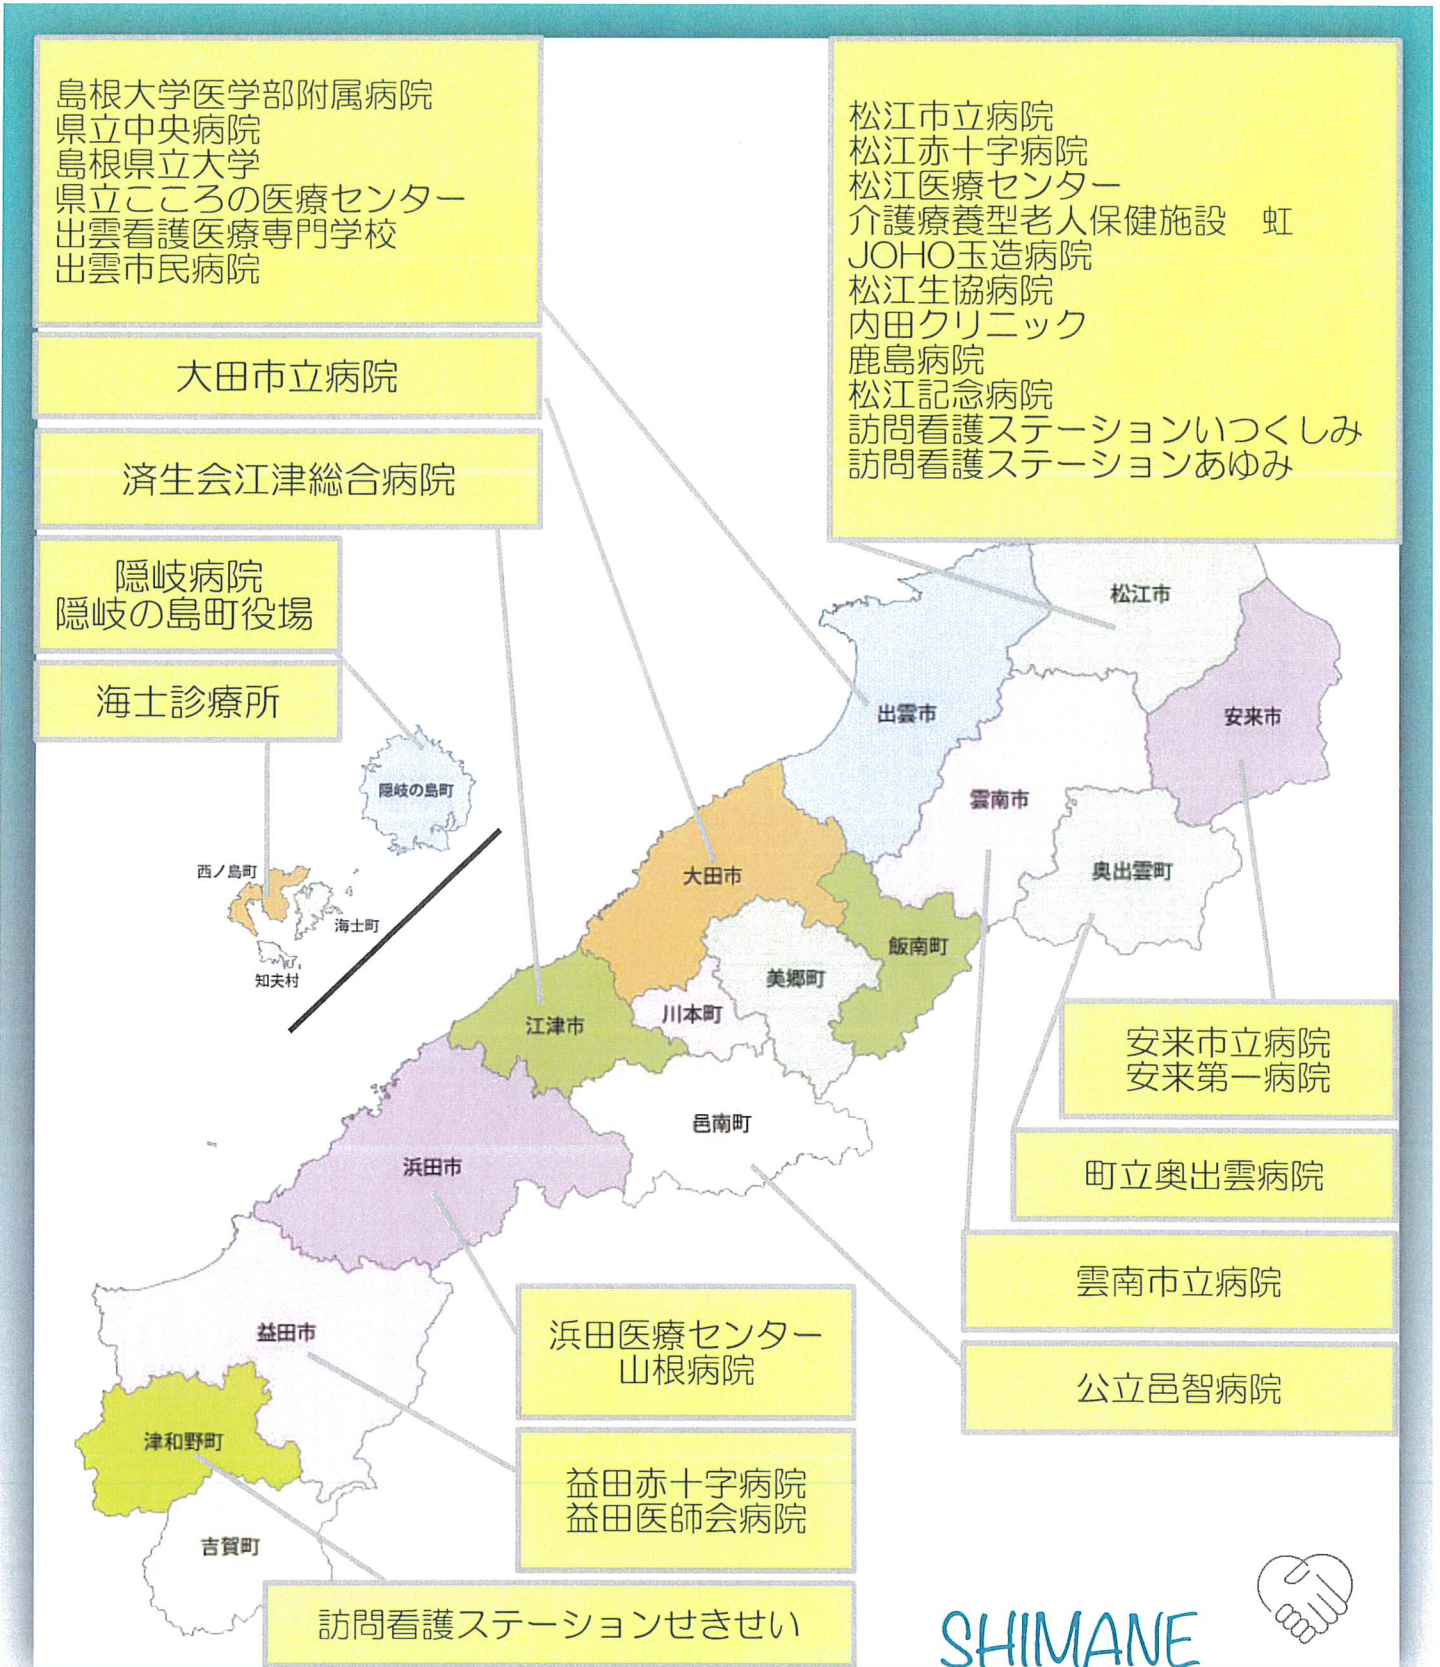 島根大学医学部附属病院
県立中央病院
島根県立大学
県立こころの医療センター
出雲看護医療専門学校
出雲市民病院
松江市立病院
松江赤十字病院
松江医療センター
介護療養型老人保健施設　虹
JOHO玉造病院
松江生協病院
内田クリニック
鹿島病院
松江記念病院
訪問看護ステーションいつくしみ
訪問看護ステーションあゆみ
大田市立病院
済生会江津総合病院
隠岐病院
隠岐の島町役場
海士診療所
松江市
安来市
出雲市
隠岐の島町
雲南市
西ノ島町
大田市
奥出雲町
海士町
飯南町
知夫村
美郷町
川本町
江津市
安来市立病院
安来第一病院
邑南町
浜田市
町立奥出雲病院
雲南市立病院
益田市
浜田医療センター
山根病院
公立邑智病院
津和野町
益田赤十字病院
益田医師会病院
吉賀町
訪問看護ステーションせきせい
SHIMANE